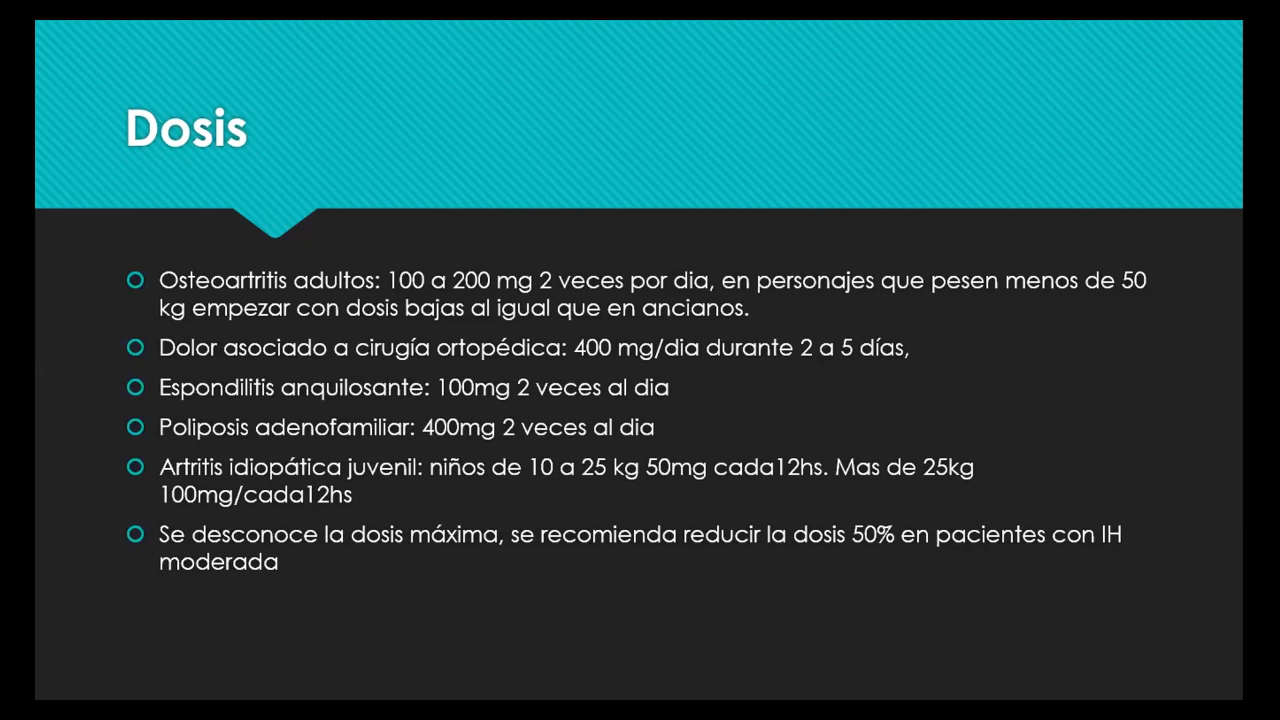 Dosis
Osteoartritis adultos: 100 a 200 mg 2 veces por dia, en personajes que pesen menos de 50
kg empezar con dosis bajas al igual que en ancianos.
Dolor asociado a cirugía ortopédica: 400 mg/dia durante 2 a 5 días,
Espondilitis anquilosante: 100mg 2 veces al dia
Poliposis adenofamiliar: 400mg 2 veces al dia
Artritis idiopática juvenil: niños de 10 a 25 kg 50mg cada12hs. Mas de 25kg
100mg/cada12hs
Se desconoce la dosis máxima, se recomienda reducir la dosis 50% en pacientes con IH
moderada